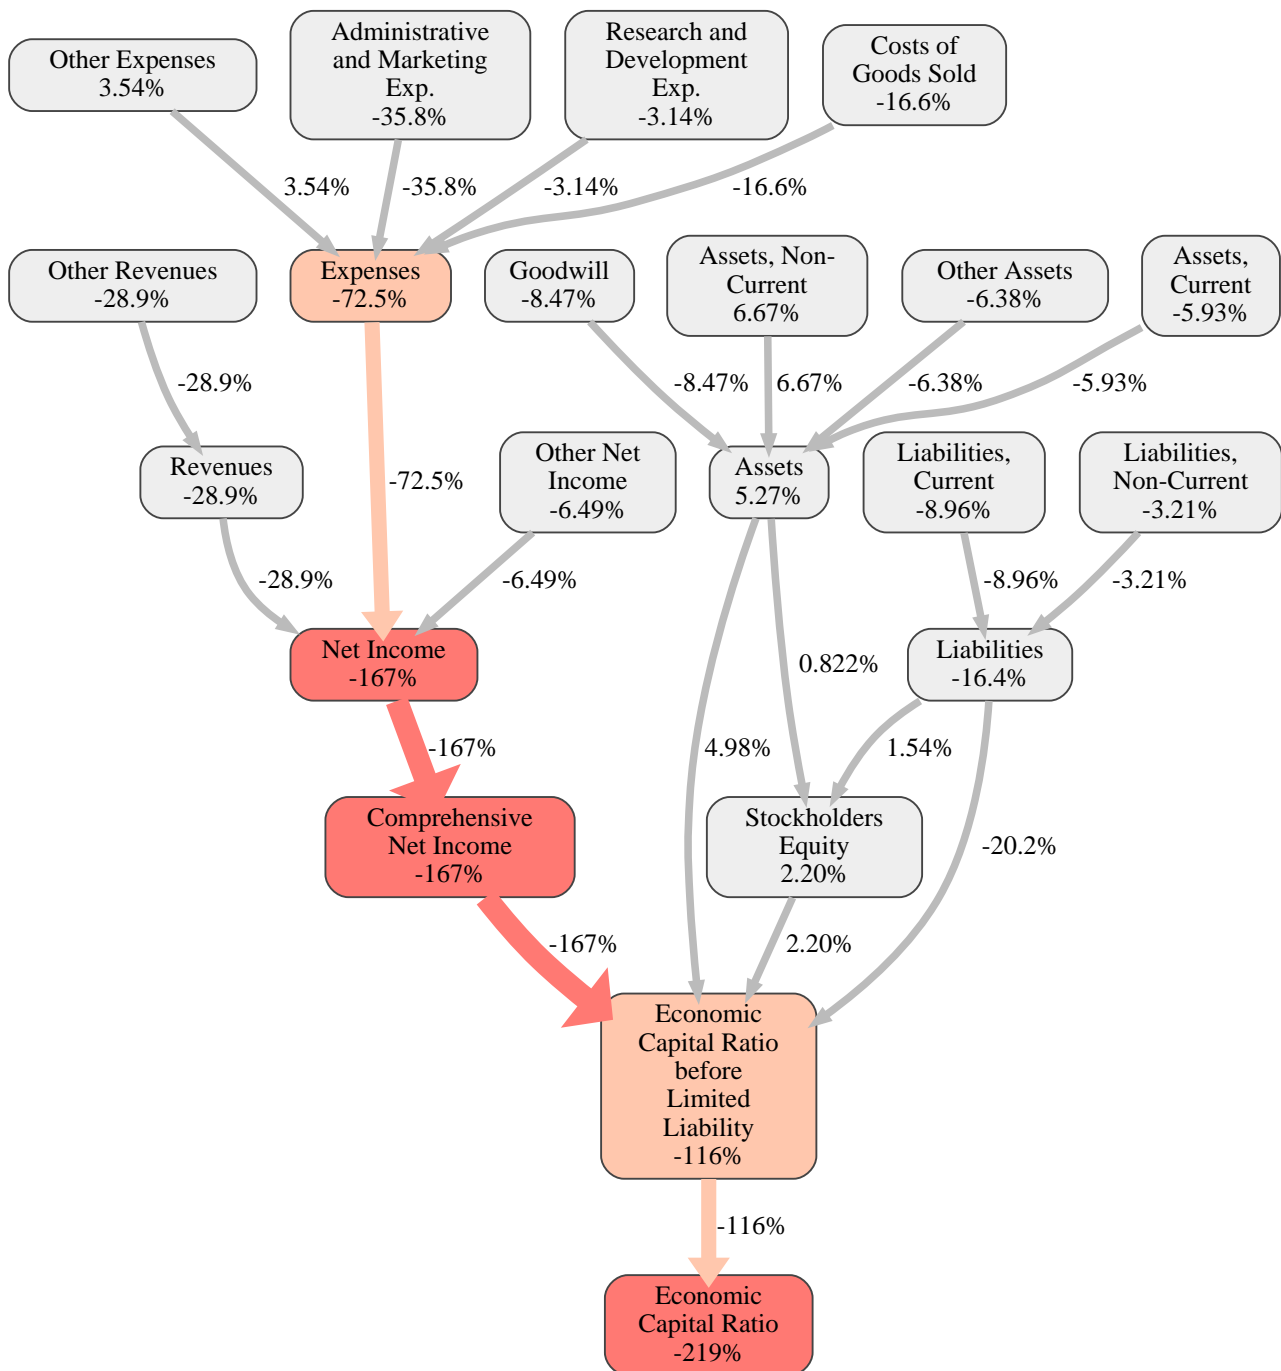 Other Expenses
3.54%
Administrative
and Marketing
Exp.
-35.8%
Research and
Development
Exp.
-3.14%
Costs of
Goods Sold
-16.6%
3.54%
-35.8%
-3.14%
-16.6%
Other Revenues
-28.9%
Expenses
-72.5%
Goodwill
-8.47%
Assets, Non-
Current
6.67%
Other Assets
-6.38%
Assets,
Current
-5.93%
-28.9%
-8.47%
6.67%
-6.38%
-5.93%
Revenues
-28.9%
-72.5%
Other Net
Income
-6.49%
Assets
5.27%
Liabilities,
Current
-8.96%
Liabilities,
Non-Current
-3.21%
-28.9%
-6.49%
-8.96%
-3.21%
Net Income
-167%
0.822%
Liabilities
-16.4%
-167%
4.98%
1.54%
Comprehensive
Net Income
-167%
Stockholders
Equity
2.20%
-20.2%
-167%
2.20%
Economic
Capital Ratio
before
Limited
Liability
-116%
-116%
Economic
Capital Ratio
-219%